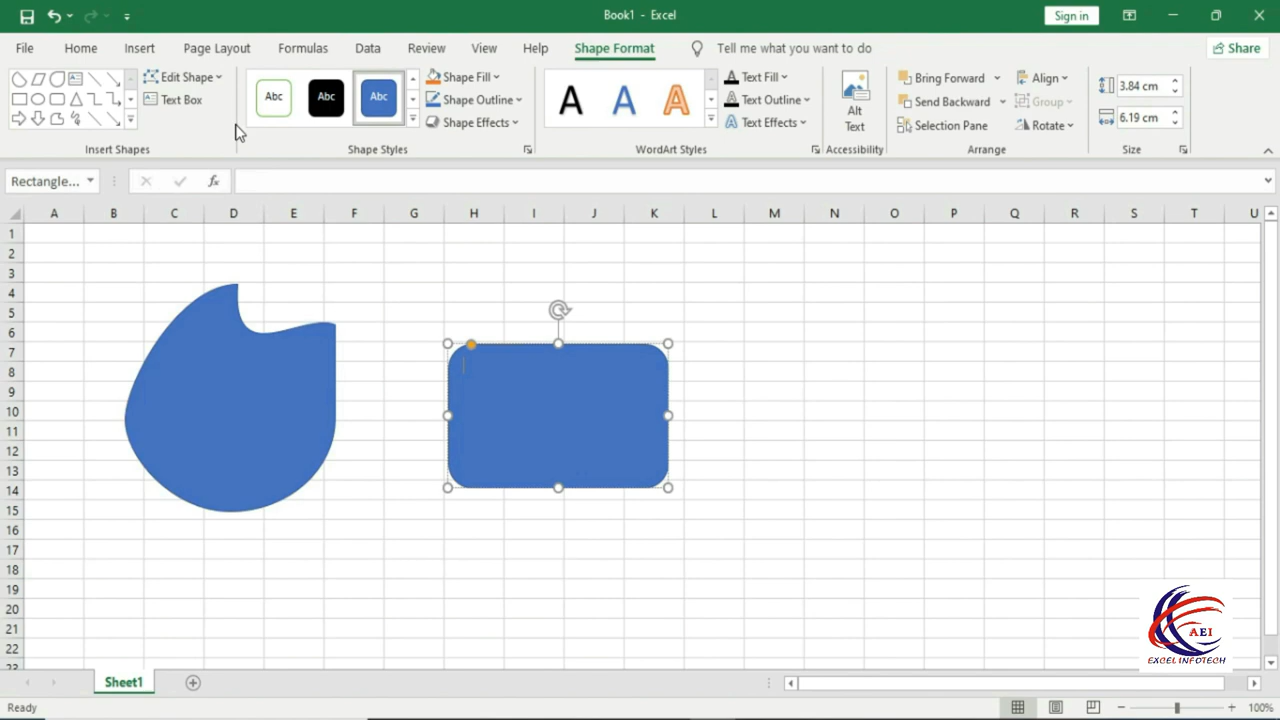 Book1 - Excel
Sign in
File Home Insert Page Layout Formulas Data Review View Help Shape Format Tell me what you want to do Share
Edit Shape
Text Box
Insert Shapes
Abc Abc Abc
Shape Fill
Shape Outline
Shape Effects
Shape Styles
A A A
Text Fill
Text Outline
Text Effects
WordArt Styles
Alt
Text
Accessibility
Bring Forward
Send Backward
Selection Pane
Align
Group
Rotate
Arrange
3.84 cm
6.19 cm
Size
Rectangle... fx
A B C D E F G H I J K L M N O P Q R S T U
1
2
3
4
5
6
7
8
9
10
11
12
13
14
15
16
17
18
19
20
21
22
23
AEI
EXCEL INFOTECH
Sheet1
Ready
100%